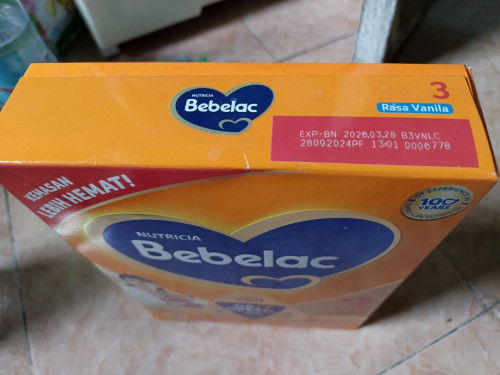 NUTRICIA
Bebelac
3
Rasa Vanila
EXP-BN 2026.03.28 B3VNLC
28092024PF 13:01 0006778
KEMASAN
LEBIH HEMAT!
100
YEARS
NUTRICIA
Bebelac
3